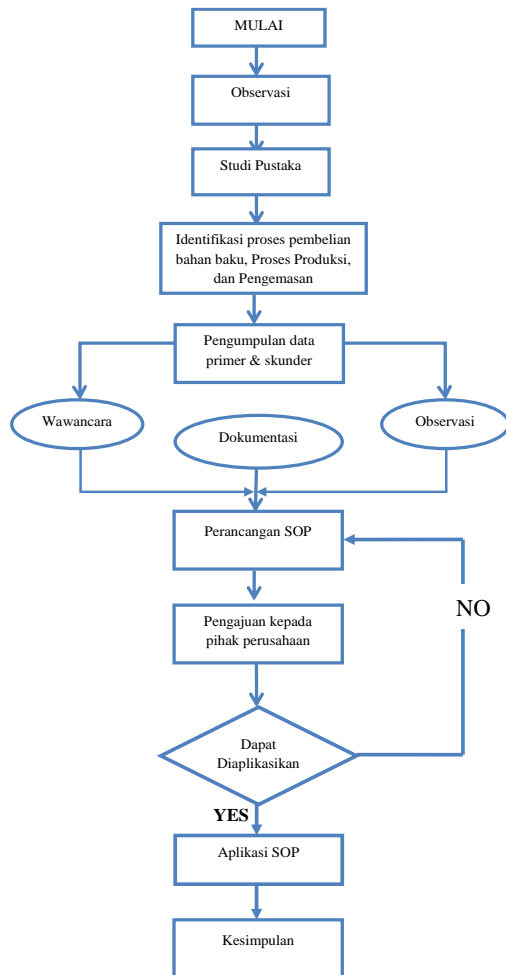 MULAI
Observasi
Studi Pustaka
Identifikasi proses pembelian
bahan baku, Proses Produksi,
dan Pengemasan
Pengumpulan data
primer & skunder
Wawancara
Dokumentasi
Observasi
Perancangan SOP
NO
Pengajuan kepada
pihak perusahaan
Dapat
Diaplikasikan
YES
Aplikasi SOP
Kesimpulan